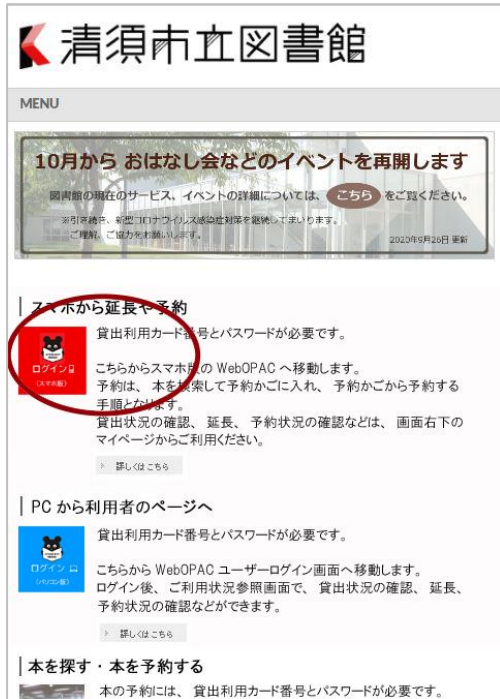 清須市立図書館
MENU
10月から おはなし会などのイベントを再開します
図書館の現在のサービス、イベントの詳細については、 こちら をご覧ください。
※引き続き、新型コロナウイルス感染症対策を継続してまいります。
ご理解、ご協力をお願いします。
2020年9月26日 更新
スマホから延長や予約
貸出利用カード番号とパスワードが必要です。
ログイン
(スマホ版)
こちらからスマホ版の WebOPAC へ移動します。
予約は、 本を検索して予約かごに入れ、 予約かごから予約する
手順となります。
貸出状況の確認、 延長、 予約状況の確認などは、 画面右下の
マイページからご利用ください。
詳しくはこちら
PC から利用者のページへ
貸出利用カード番号とパスワードが必要です。
ログイン
(パソコン版)
こちらから WebOPAC ユーザーログイン画面へ移動します。
ログイン後、 ご利用状況参照画面で、 貸出状況の確認、 延長、
予約状況の確認などができます。
詳しくはこちら
本を探す・本を予約する
本の予約には、 貸出利用カード番号とパスワードが必要です。